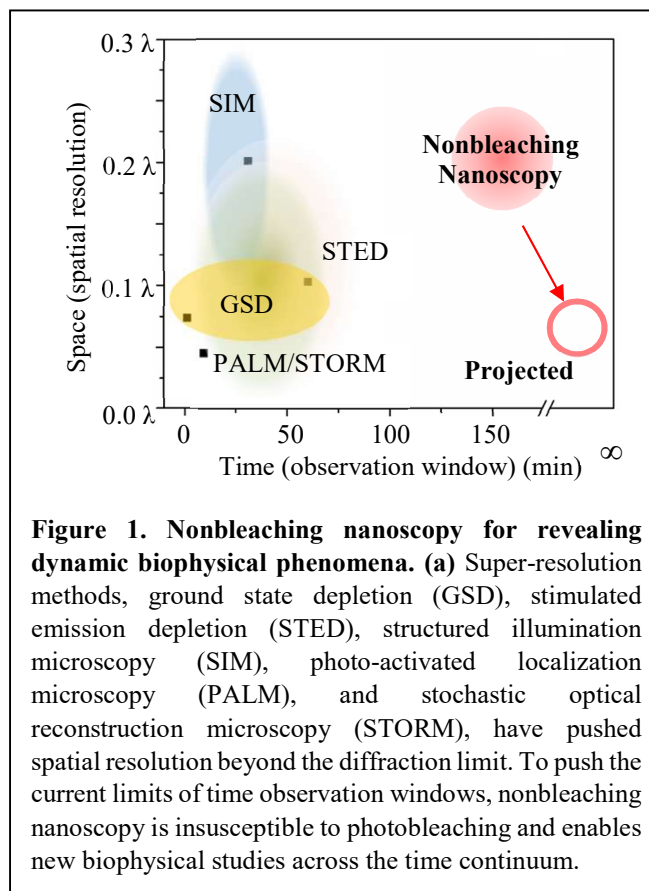 0.3 λ
SIM
0.2 λ
Nonbleaching
Nanoscopy
STED
0.1 λ
GSD
PALM/STORM
Projected
0.0 λ
Space (spatial resolution)
0 50 100 150 ∞
Time (observation window) (min)
Figure 1. Nonbleaching nanoscopy for revealing
dynamic biophysical phenomena. (a) Super-resolution
methods, ground state depletion (GSD), stimulated
emission depletion (STED), structured illumination
microscopy (SIM), photo-activated localization
microscopy (PALM), and stochastic optical
reconstruction microscopy (STORM), have pushed
spatial resolution beyond the diffraction limit. To push the
current limits of time observation windows, nonbleaching
nanoscopy is insusceptible to photobleaching and enables
new biophysical studies across the time continuum.